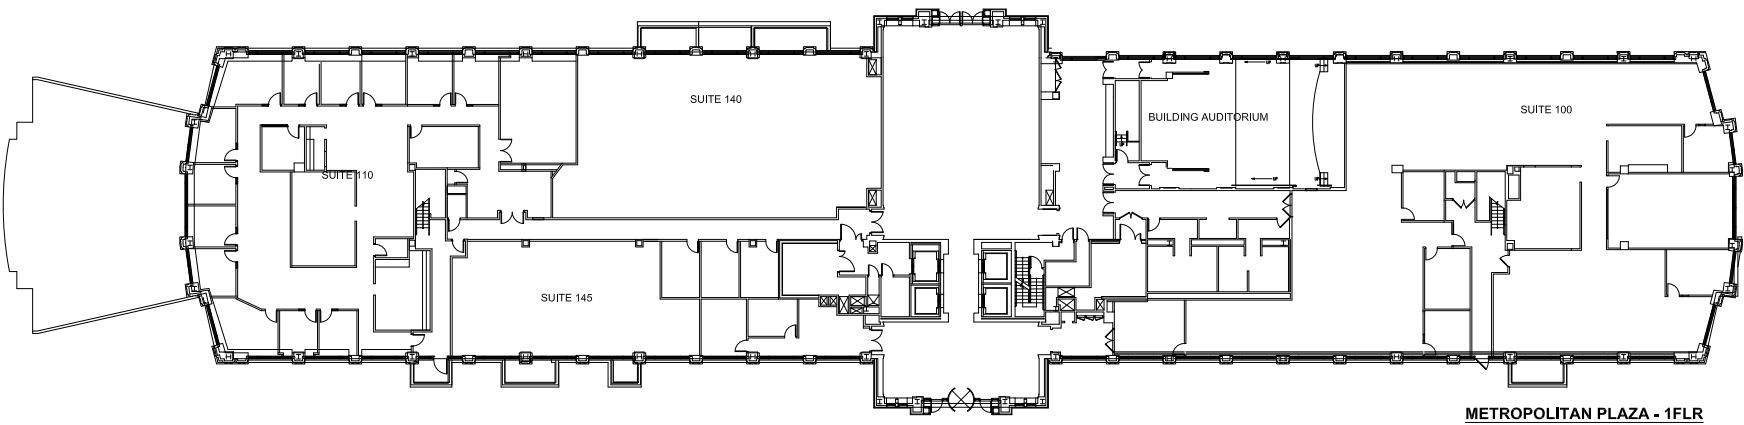 SUITE 140
SUITE 100
BUILDING AUDITORIUM
SUITE 110
SUITE 145
METROPOLITAN PLAZA - 1FLR